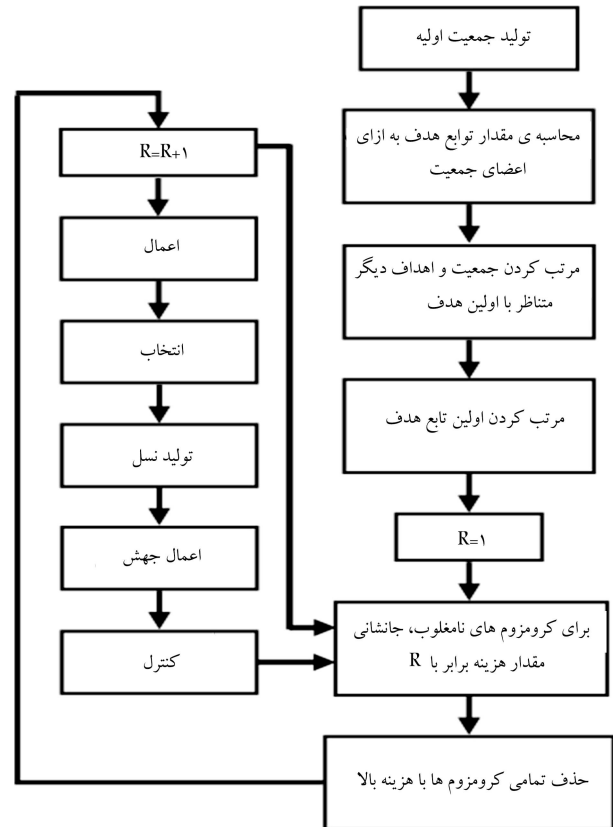 تولید جمعیت اولیه
محاسبه ی مقدار توابع هدف به ازای
اعضای جمعیت
مرتب کردن جمعیت و اهداف دیگر
متناظر با اولین هدف
مرتب کردن اولین تابع هدف
R=۱
برای کرومزوم های نامغلوب، جانشانی
مقدار هزینه برابر با R
حذف تمامی کرومزوم ها با هزینه بالا
R=R+۱
اعمال
انتخاب
تولید نسل
اعمال جهش
کنترل